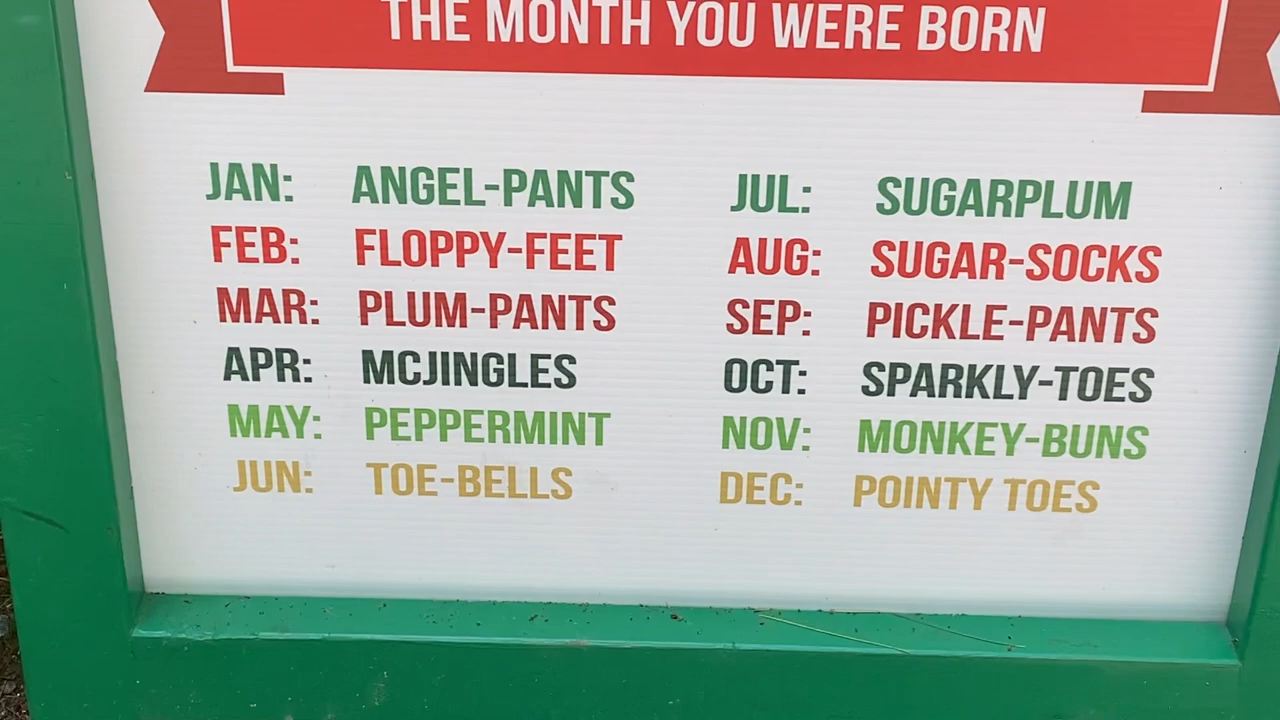 THE MONTH YOU WERE BORN
JAN: ANGEL-PANTS
FEB: FLOPPY-FEET
MAR: PLUM-PANTS
APR: MCJINGLES
MAY: PEPPERMINT
JUN: TOE-BELLS
JUL: SUGARPLUM
AUG: SUGAR-SOCKS
SEP: PICKLE-PANTS
OCT: SPARKLY-TOES
NOV: MONKEY-BUNS
DEC: POINTY TOES